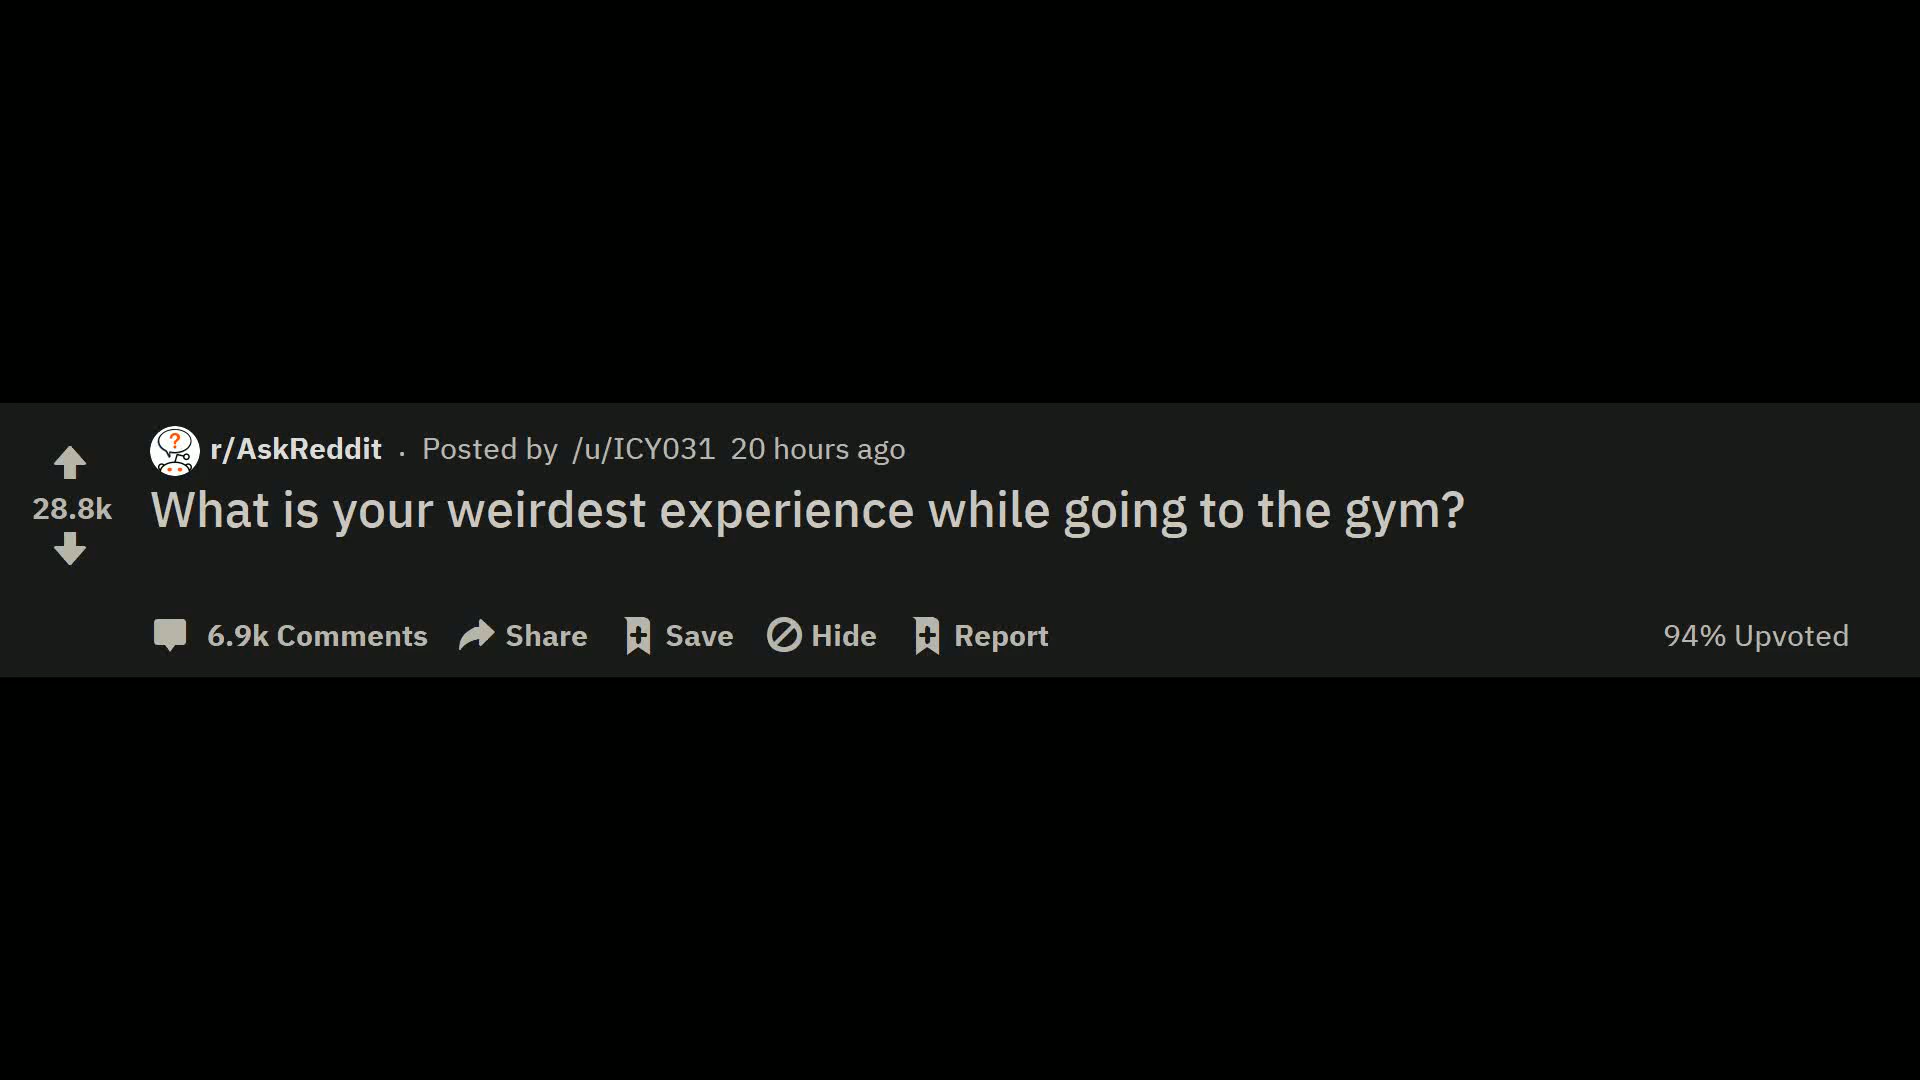 r/AskReddit · Posted by /u/ICY031 20 hours ago
28.8k
What is your weirdest experience while going to the gym?
6.9k Comments Share Save Hide Report 94% Upvoted